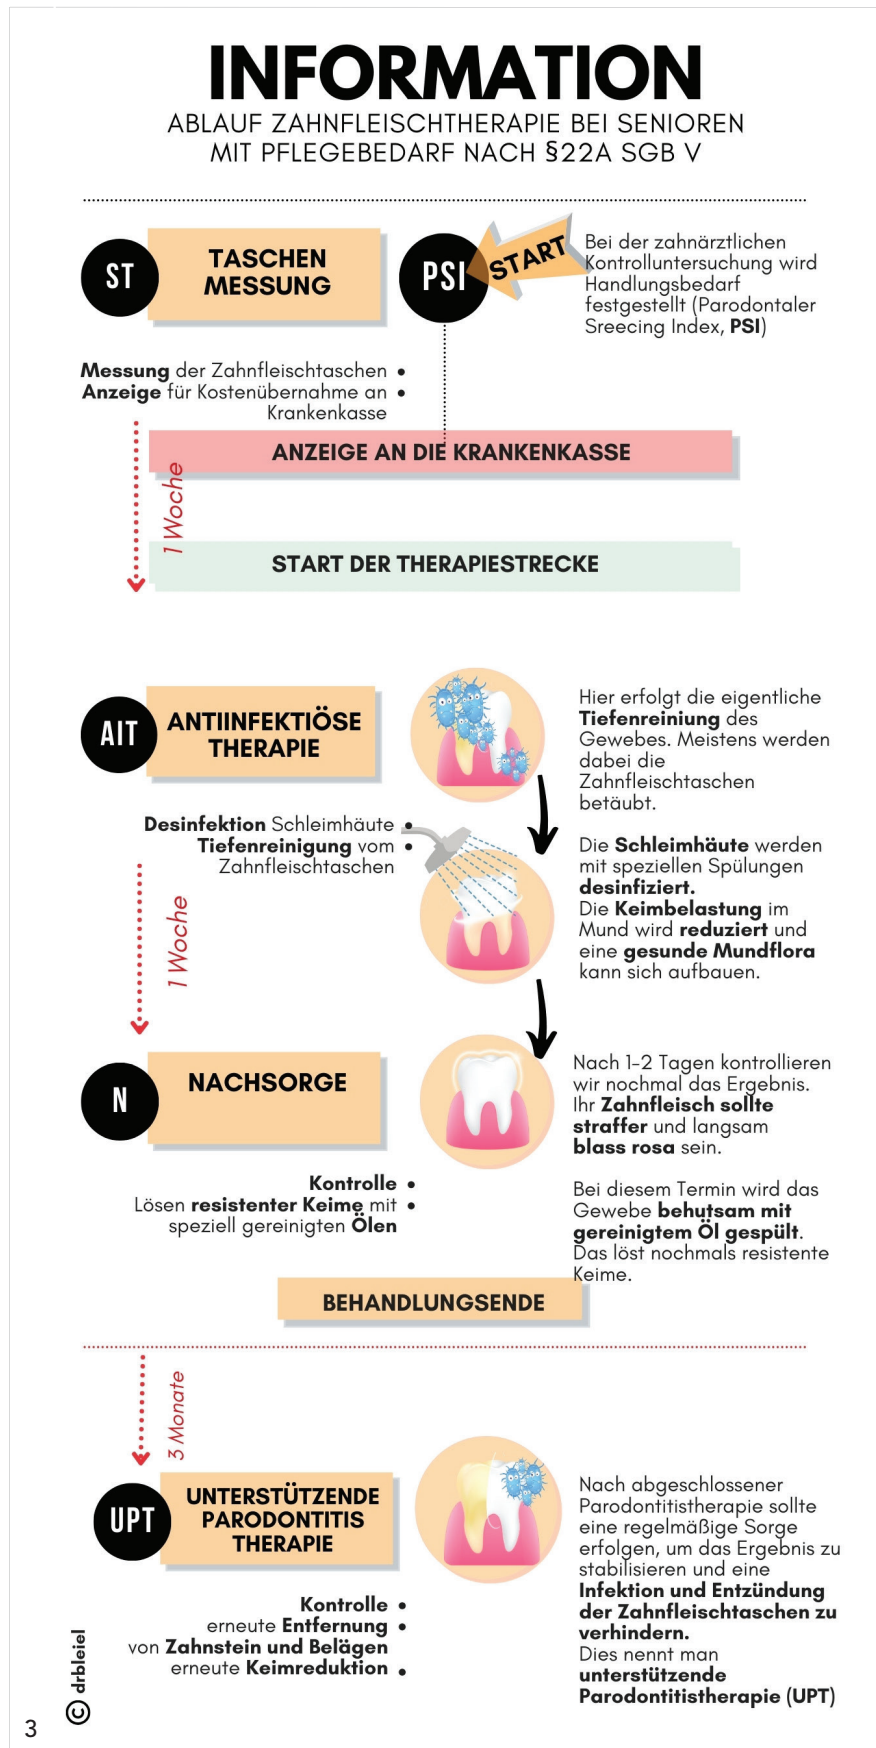 INFORMATION
ABLAUF ZAHNFLEISCHTHERAPIE BEI SENIOREN
MIT PFLEGEBEDARF NACH §22A SGB V
ST
TASCHEN
MESSUNG
PSI
START
Bei der zahnärztlichen
Kontrolluntersuchung wird
Handlungsbedarf
festgestellt (Parodontaler
Sreecing Index, PSI)
Messung der Zahnfleischtaschen •
Anzeige für Kostenübernahme an •
Krankenkasse
ANZEIGE AN DIE KRANKENKASSE
1 Woche
START DER THERAPIESTRECKE
AIT
ANTIINFEKTIÖSE
THERAPIE
Hier erfolgt die eigentliche
Tiefenreiniung des
Gewebes. Meistens werden
dabei die
Zahnfleischtaschen
betäubt.
Desinfektion Schleimhäute •
Tiefenreinigung vom •
Zahnfleischtaschen
Die Schleimhäute werden
mit speziellen Spülungen
desinfiziert.
Die Keimbelastung im
Mund wird reduziert und
eine gesunde Mundflora
kann sich aufbauen.
1 Woche
N
NACHSORGE
Nach 1-2 Tagen kontrollieren
wir nochmal das Ergebnis.
Ihr Zahnfleisch sollte
straffer und langsam
blass rosa sein.
Kontrolle •
Lösen resistenter Keime mit •
speziell gereinigten Ölen
Bei diesem Termin wird das
Gewebe behutsam mit
gereinigtem Öl gespült.
Das löst nochmals resistente
Keime.
BEHANDLUNGSENDE
3 Monate
UPT
UNTERSTÜTZENDE
PARODONTITIS
THERAPIE
Nach abgeschlossener
Parodontitistherapie sollte
eine regelmäßige Sorge
erfolgen, um das Ergebnis zu
stabilisieren und eine
Infektion und Entzündung
der Zahnfleischtaschen zu
verhindern.
Dies nennt man
unterstützende
Parodontitistherapie (UPT)
Kontrolle •
erneute Entfernung •
von Zahnstein und Belägen
erneute Keimreduktion •
© drbleiel
3